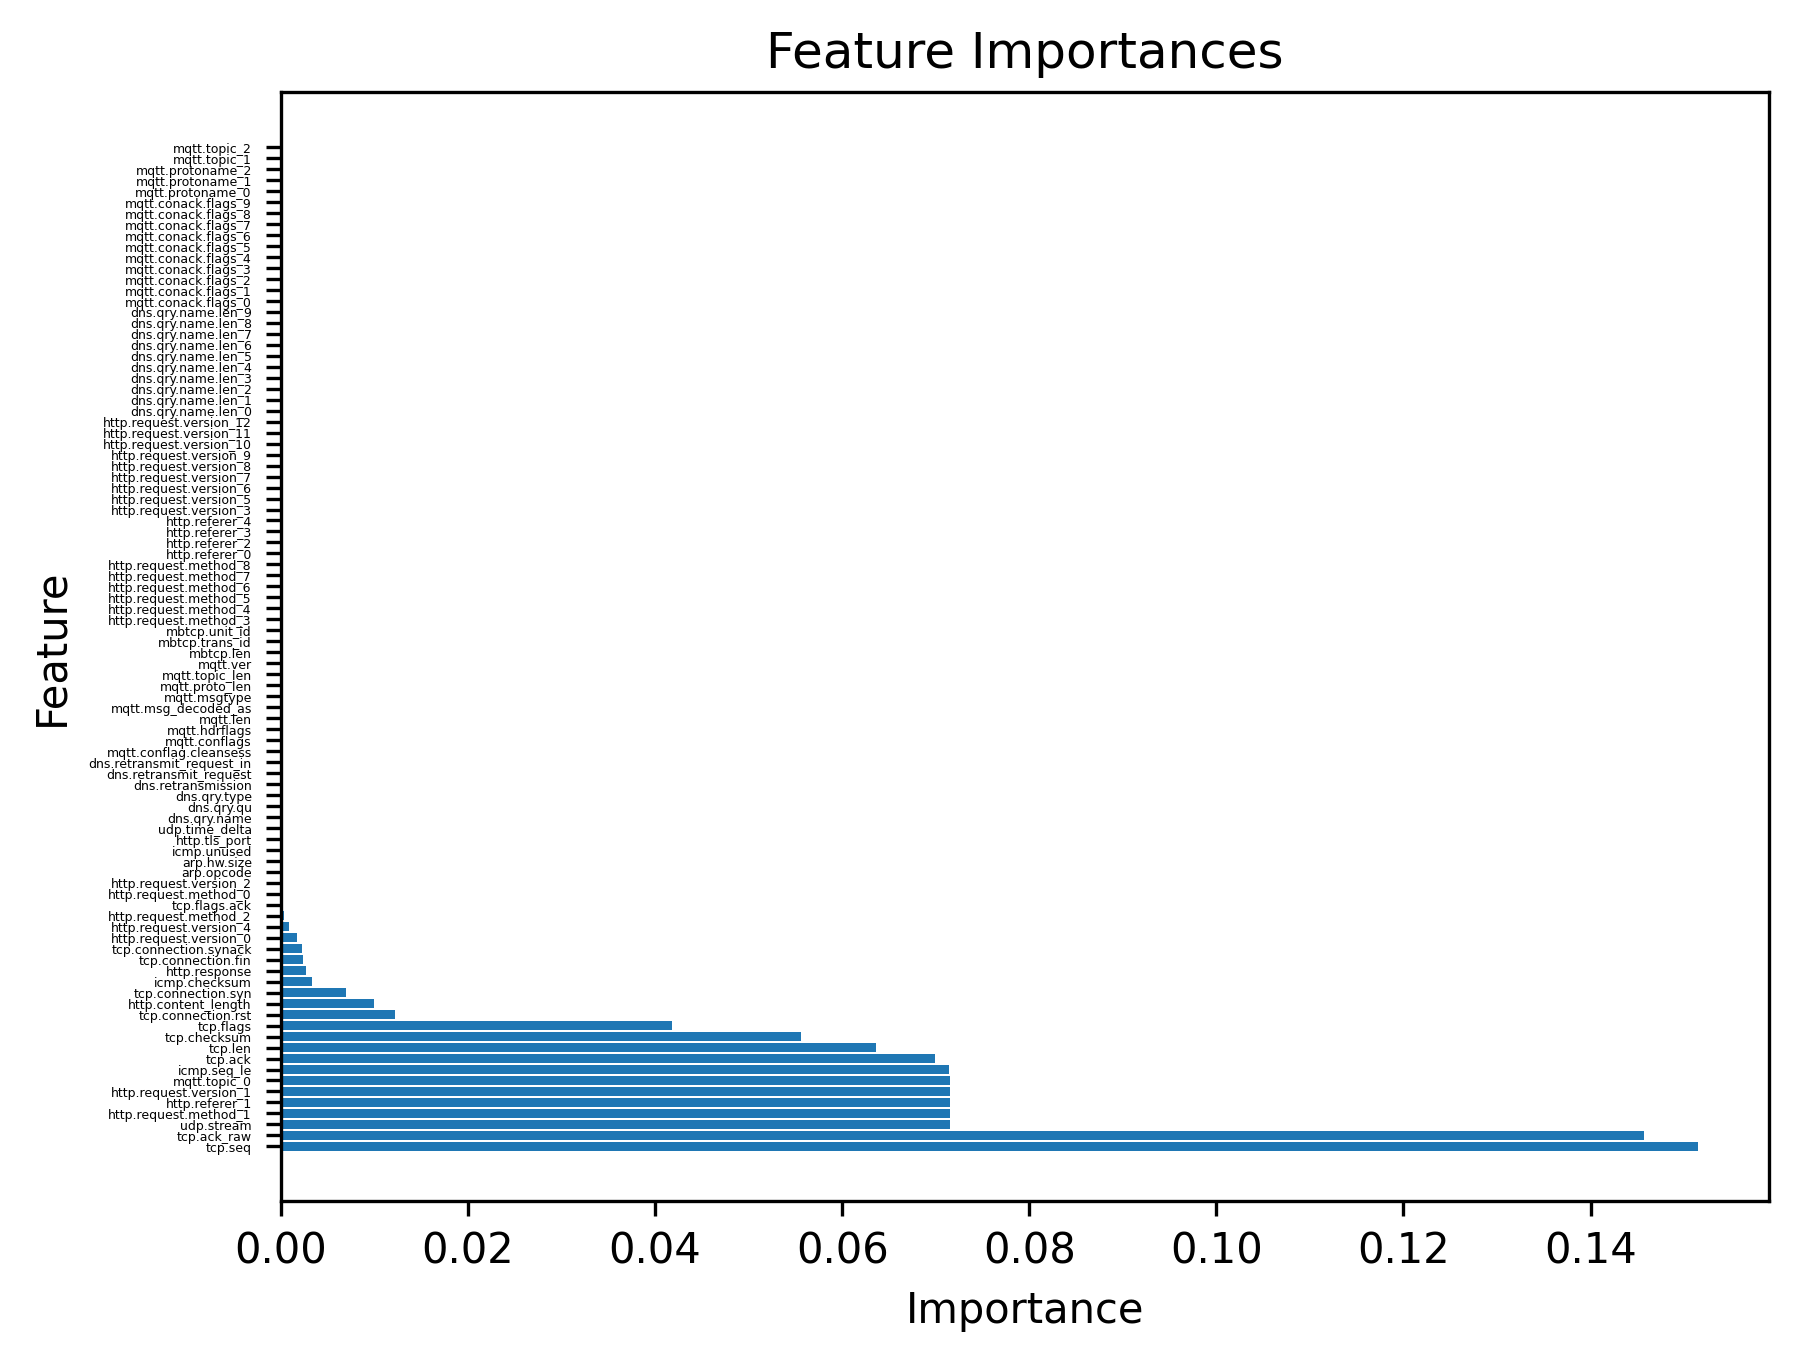 Feature Importances
mqtt.topic_2
mqtt.topic_1
mqtt.protoname_2
mqtt.protoname_1
mqtt.protoname_0
mqtt.conack.flags_9
mqtt.conack.flags_8
mqtt.conack.flags_7
mqtt.conack.flags_6
mqtt.conack.flags_5
mqtt.conack.flags_4
mqtt.conack.flags_3
mqtt.conack.flags_2
mqtt.conack.flags_1
mqtt.conack.flags_0
dns.qry.name.len_9
dns.qry.name.len_8
dns.qry.name.len_7
dns.qry.name.len_6
dns.qry.name.len_5
dns.qry.name.len_4
dns.qry.name.len_3
dns.qry.name.len_2
dns.qry.name.len_1
dns.qry.name.len_0
http.request.version_12
http.request.version_11
http.request.version_10
http.request.version_9
http.request.version_8
http.request.version_7
http.request.version_6
http.request.version_5
http.request.version_3
http.referer_4
http.referer_3
http.referer_2
http.referer_0
http.request.method_8
http.request.method_7
http.request.method_6
http.request.method_5
http.request.method_4
http.request.method_3
mbtcp.unit_id
mbtcp.trans_id
mbtcp.len
mqtt.ver
mqtt.topic_len
mqtt.proto_len
mqtt.msgtype
mqtt.msg_decoded_as
mqtt.len
mqtt.hdrflags
mqtt.conflags
mqtt.conflag.cleansess
dns.retransmit_request_in
dns.retransmit_request
dns.retransmission
dns.qry.type
dns.qry.qu
dns.qry.name
udp.time_delta
http.tls_port
icmp.unused
arp.hw.size
arp.opcode
http.request.version_2
http.request.method_0
tcp.flags.ack
http.request.method_2
http.request.version_4
http.request.version_0
tcp.connection.synack
tcp.connection.fin
http.response
icmp.checksum
tcp.connection.syn
http.content_length
tcp.connection.rst
tcp.flags
tcp.checksum
tcp.len
tcp.ack
icmp.seq_le
mqtt.topic_0
http.request.version_1
http.referer_1
http.request.method_1
udp.stream
tcp.ack_raw
tcp.seq
Feature
0.00 0.02 0.04 0.06 0.08 0.10 0.12 0.14
Importance